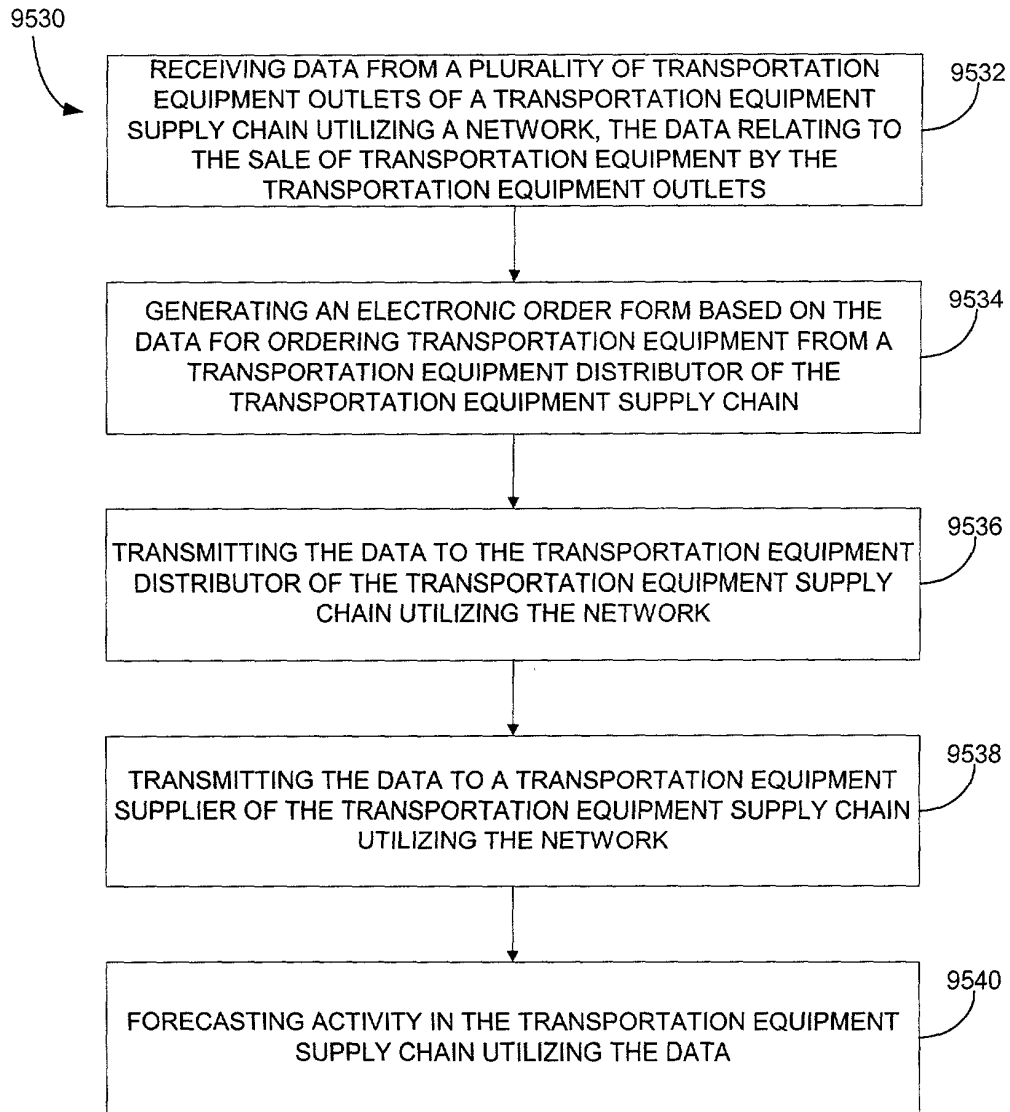 9530
RECEIVING DATA FROM A PLURALITY OF TRANSPORTATION
EQUIPMENT OUTLETS OF A TRANSPORTATION EQUIPMENT
SUPPLY CHAIN UTILIZING A NETWORK, THE DATA RELATING TO
THE SALE OF TRANSPORTATION EQUIPMENT BY THE
TRANSPORTATION EQUIPMENT OUTLETS
9532
GENERATING AN ELECTRONIC ORDER FORM BASED ON THE
DATA FOR ORDERING TRANSPORTATION EQUIPMENT FROM A
TRANSPORTATION EQUIPMENT DISTRIBUTOR OF THE
TRANSPORTATION EQUIPMENT SUPPLY CHAIN
9534
TRANSMITTING THE DATA TO THE TRANSPORTATION EQUIPMENT
DISTRIBUTOR OF THE TRANSPORTATION EQUIPMENT SUPPLY
CHAIN UTILIZING THE NETWORK
9536
TRANSMITTING THE DATA TO A TRANSPORTATION EQUIPMENT
SUPPLIER OF THE TRANSPORTATION EQUIPMENT SUPPLY CHAIN
UTILIZING THE NETWORK
9538
FORECASTING ACTIVITY IN THE TRANSPORTATION EQUIPMENT
SUPPLY CHAIN UTILIZING THE DATA
9540